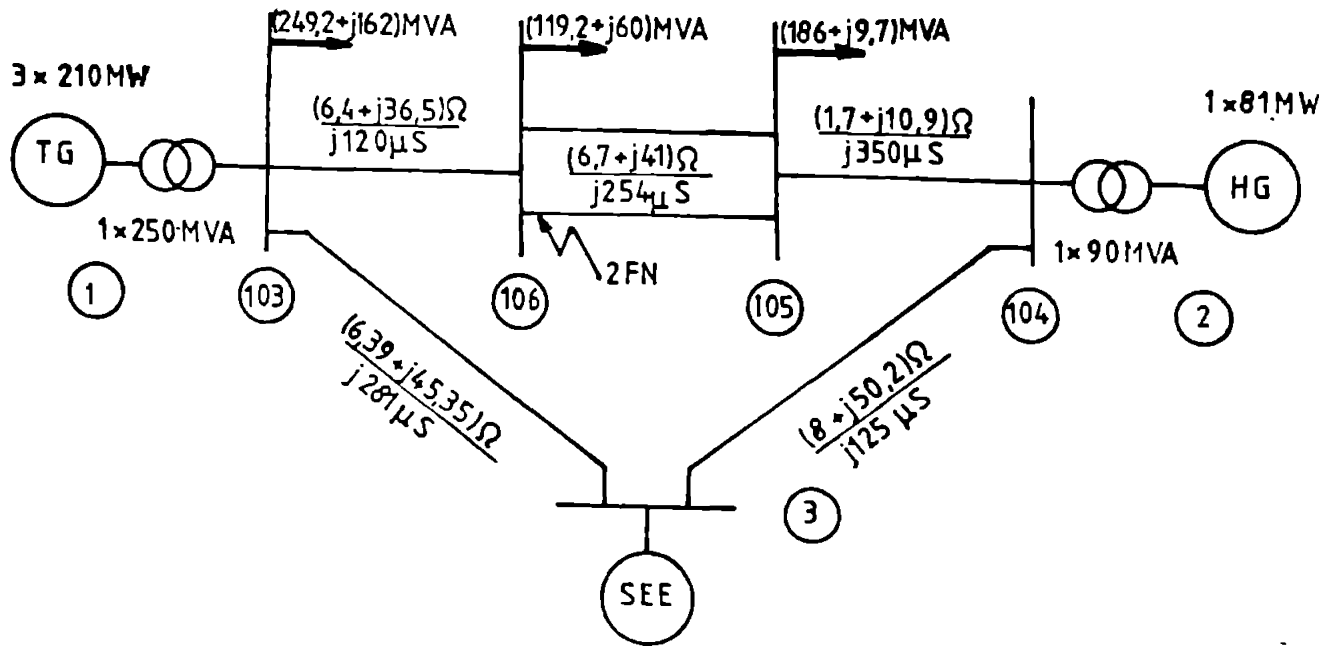 (249,2+j162)MVA
(119,2+j60)MVA
(186+j9,7)MVA
3×210MW
1×81MW
(6,4+j36,5)Ω
j120μS
(1,7+j10,9)Ω
j350μS
TG
(6,7+j41)Ω
j254μS
HG
1×250MVA
2FN
1×90MVA
1
103
106
105
104
2
(6,39+j45,35)Ω
j281μS
(8+j50,2)Ω
j125μS
3
SEE